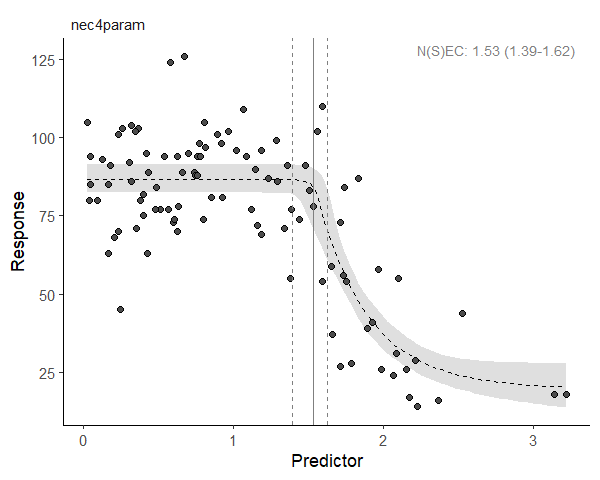 nec4param
N(S)EC: 1.53 (1.39-1.62)
125
100
75
50
25
Response
0 1 2 3
Predictor